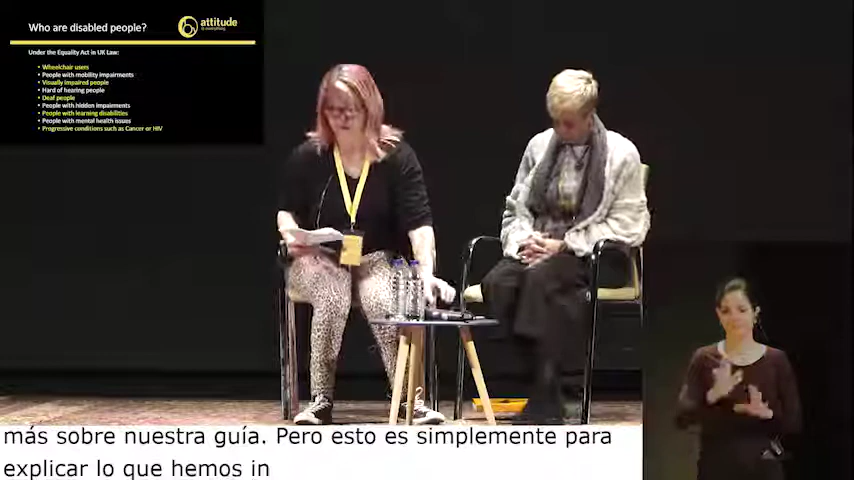 Who are disabled people?
attitude
is everything
Under the Equality Act in UK Law:
• Wheelchair users
• People with mobility impairments
• Visually impaired people
• Hard of hearing people
• Deaf people
• People with hidden impairments
• People with learning disabilities
• People with mental health issues
• Progressive conditions such as Cancer or HIV
más sobre nuestra guía. Pero esto es simplemente para
explicar lo que hemos in